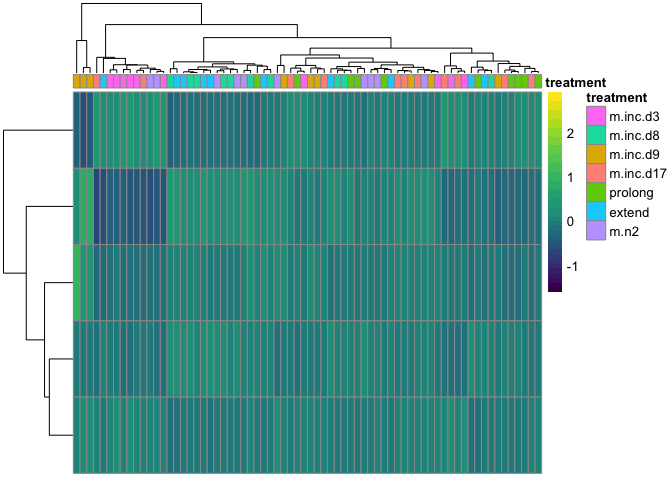 treatment
treatment
m.inc.d3
m.inc.d8
m.inc.d9
m.inc.d17
prolong
extend
m.n2
2
1
0
-1